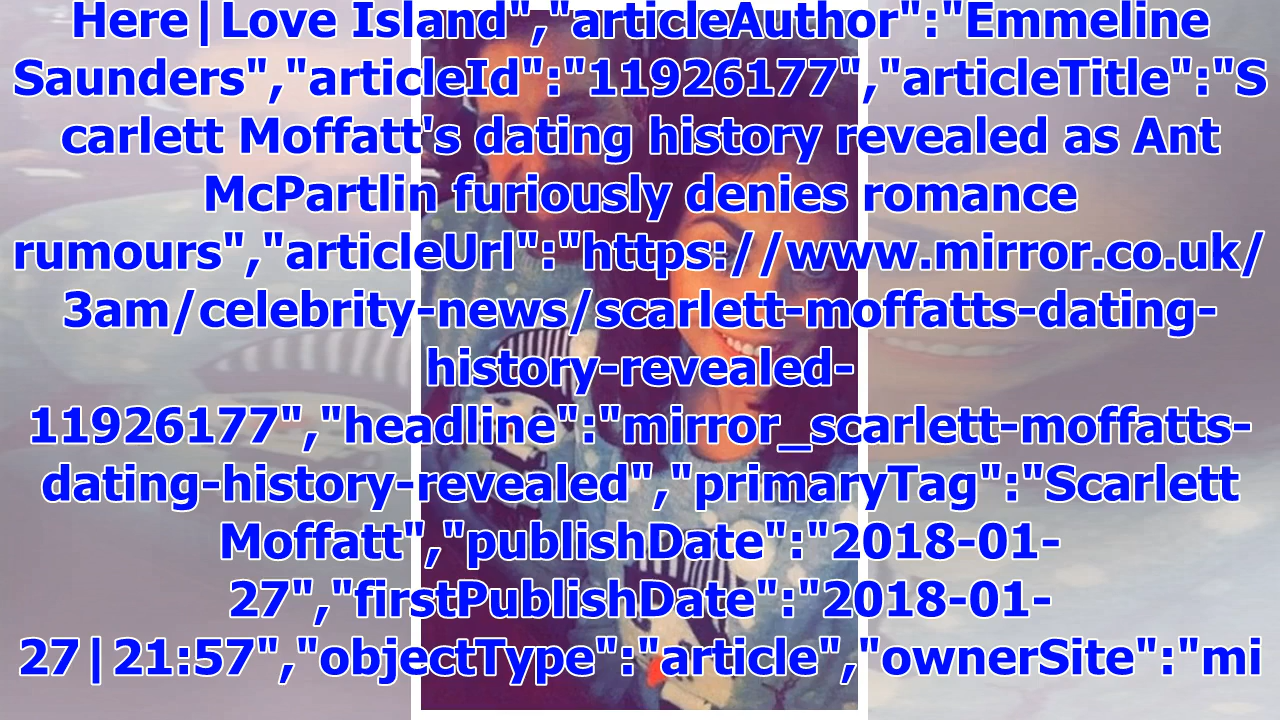 Here|Love Island","articleAuthor":"Emmeline
Saunders","articleId":"11926177","articleTitle":"S
carlett Moffatt's dating history revealed as Ant
McPartlin furiously denies romance
rumours","articleUrl":"https://www.mirror.co.uk/
3am/celebrity-news/scarlett-moffatts-dating-
history-revealed-
11926177","headline":"mirror_scarlett-moffatts-
dating-history-revealed","primaryTag":"Scarlett
Moffatt","publishDate":"2018-01-
27","firstPublishDate":"2018-01-
27|21:57","objectType":"article","ownerSite":"mi